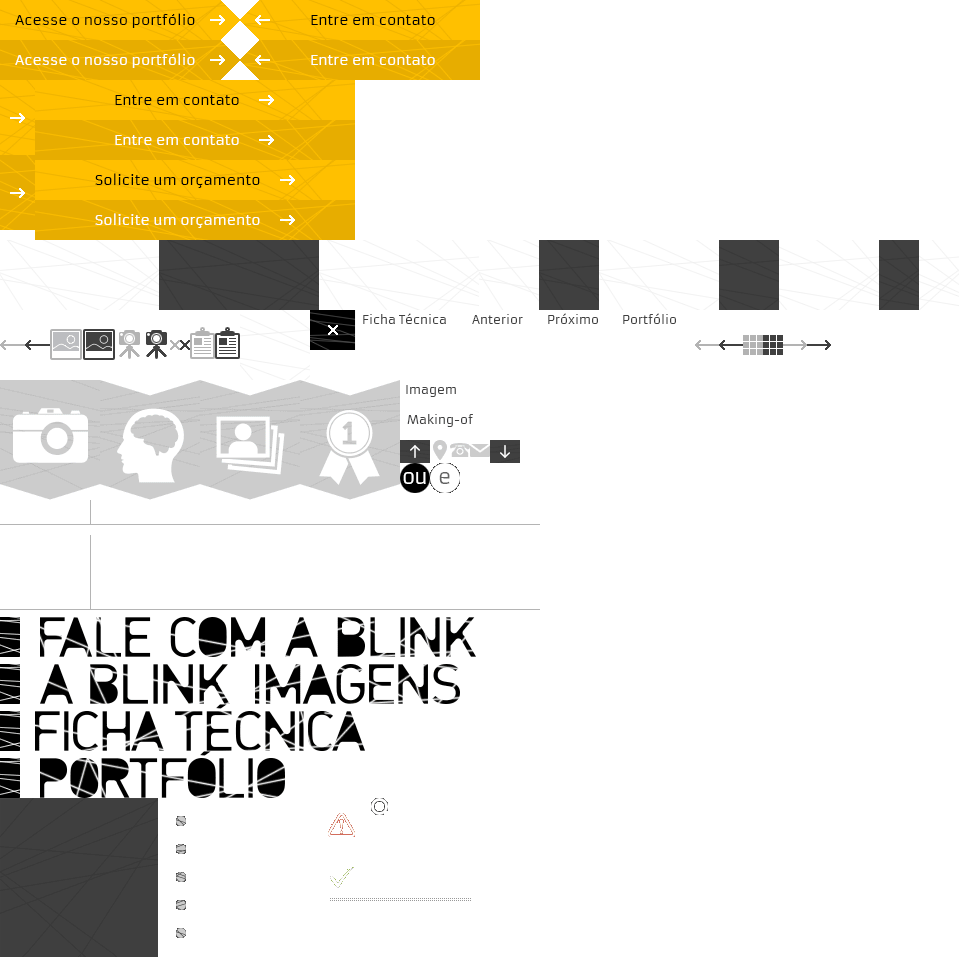 Acesse o nosso portfólio Entre em contato
Acesse o nosso portfólio Entre em contato
Entre em contato
Entre em contato
Solicite um orçamento
Solicite um orçamento
Ficha Técnica Anterior Próximo Portfólio
Imagem
Making-of
1
ou e
FALE COM A BLINK
A BLINK IMAGENS
FICHA TÉCNICA
PORTFÓLIO